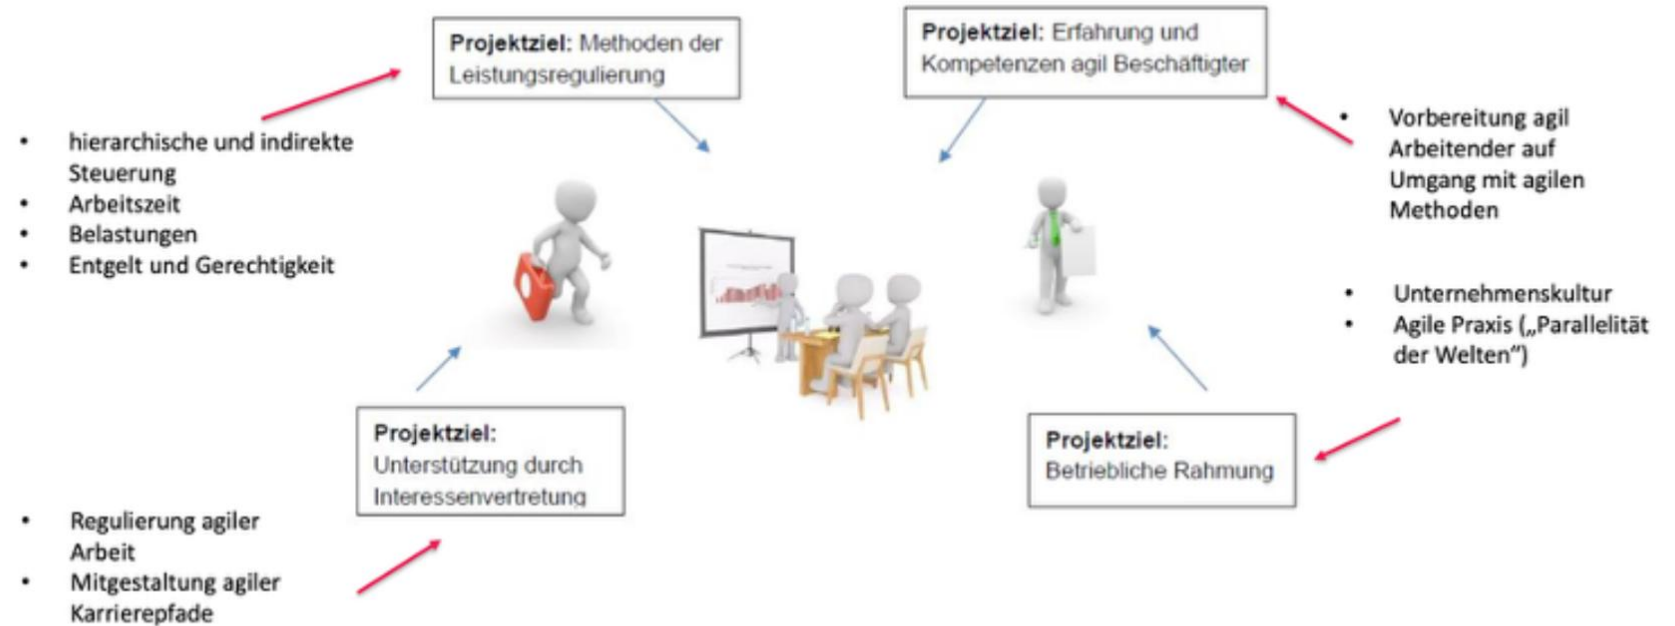 Projektziel: Methoden der
Leistungsregulierung
Projektziel: Erfahrung und
Kompetenzen agil Beschäftigter
• hierarchische und indirekte
Steuerung
• Arbeitszeit
• Belastungen
• Entgelt und Gerechtigkeit
• Vorbereitung agil
Arbeitender auf
Umgang mit agilen
Methoden
• Unternehmenskultur
• Agile Praxis („Parallelität
der Welten")
Projektziel:
Unterstützung durch
Interessenvertretung
Projektziel:
Betriebliche Rahmung
• Regulierung agiler
Arbeit
• Mitgestaltung agiler
Karrierepfade